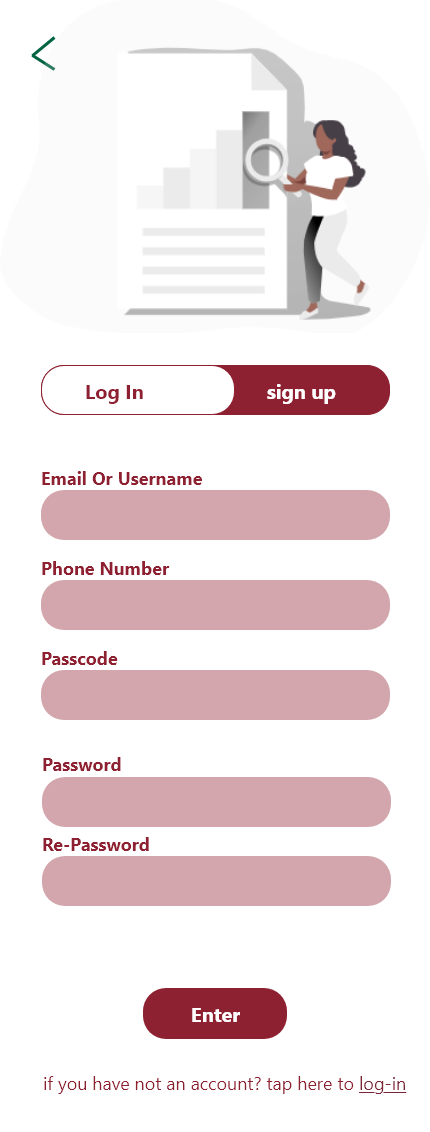 Log In sign up
Email Or Username
Phone Number
Passcode
Password
Re-Password
Enter
if you have not an account? tap here to log-in